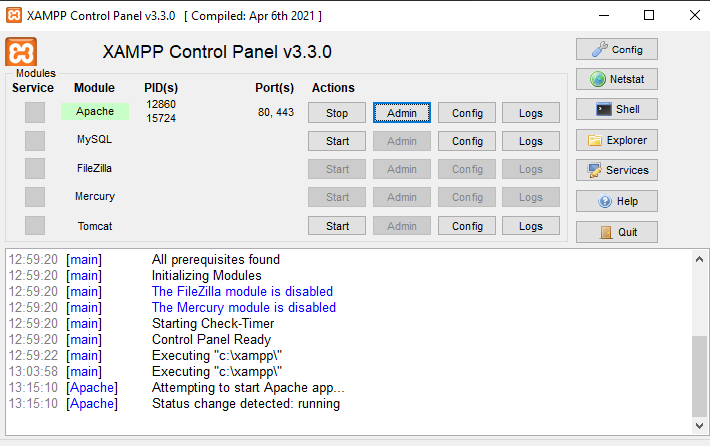 XAMPP Control Panel v3.3.0 [ Compiled: Apr 6th 2021 ]
XAMPP Control Panel v3.3.0
Config
Modules
Service Module PID(s) Port(s) Actions
Netstat
Apache 12860 15724 80, 443 Stop Admin Config Logs
Shell
MySQL Start Admin Config Logs
Explorer
FileZilla Start Admin Config Logs
Services
Mercury Start Admin Config Logs
Help
Tomcat Start Admin Config Logs
Quit
12:59:20 [main] All prerequisites found
12:59:20 [main] Initializing Modules
12:59:20 [main] The FileZilla module is disabled
12:59:20 [main] The Mercury module is disabled
12:59:20 [main] Starting Check-Timer
12:59:20 [main] Control Panel Ready
12:59:22 [main] Executing "c:\xampp\"
13:03:58 [main] Executing "c:\xampp\"
13:15:10 [Apache] Attempting to start Apache app...
13:15:10 [Apache] Status change detected: running